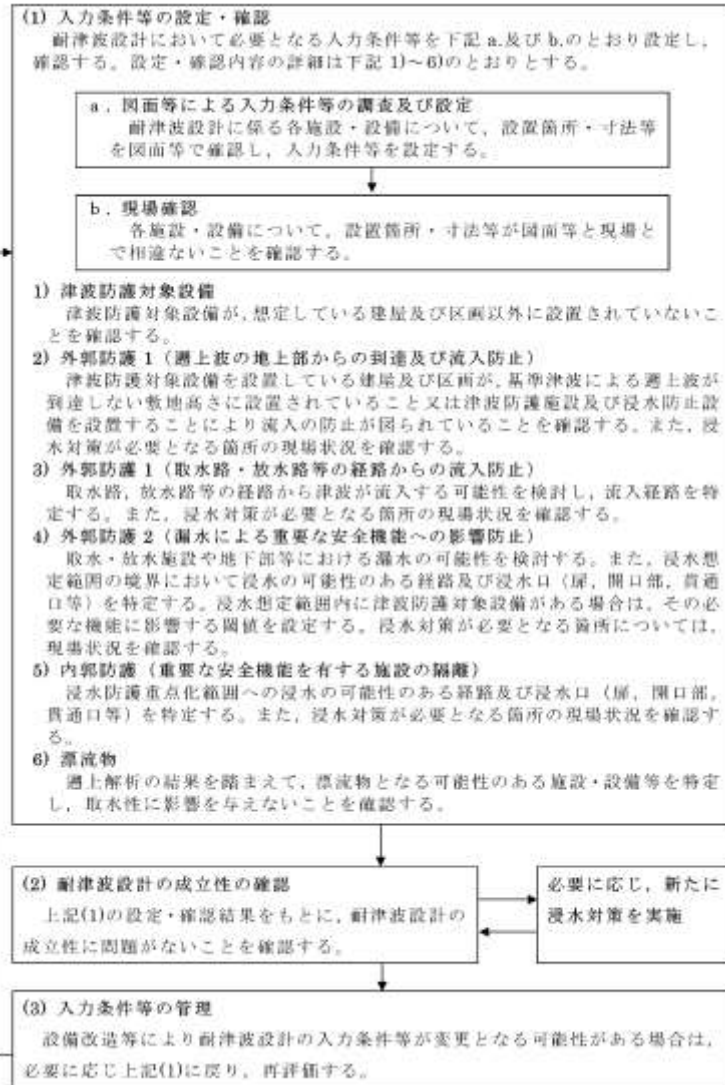 (1) 入力条件等の設定・確認
耐津波設計において必要となる入力条件等を下記 a.及び b.のとおり設定し，
確認する。設定・確認内容の詳細は下記 1)～6)のとおりとする。
a．図面等による入力条件等の調査及び設定
耐津波設計に係る各施設・設備について，設置箇所・寸法等
を図面等で確認し，入力条件等を設定する。
b．現場確認
各施設・設備について，設置箇所・寸法等が図面等と現場と
で相違ないことを確認する。
1) 津波防護対象設備
津波防護対象設備が，想定している建屋及び区画以外に設置されていないこ
とを確認する。
2) 外郭防護 1（遡上波の地上部からの到達及び流入防止）
津波防護対象設備を設置している建屋及び区画が，基準津波による遡上波が
到達しない敷地高さに設置されていること又は津波防護施設及び浸水防止設
備を設置することにより流入の防止が図られていることを確認する。また，浸
水対策が必要となる箇所の現場状況を確認する。
3) 外郭防護 1（取水路・放水路等の経路からの流入防止）
取水路，放水路等の経路から津波が流入する可能性を検討し，流入経路を特
定する。また，浸水対策が必要となる箇所の現場状況を確認する。
4) 外郭防護 2（漏水による重要な安全機能への影響防止）
取水・放水施設や地下部等における漏水の可能性を検討する。また，浸水想
定範囲の境界において浸水の可能性のある経路及び浸水口（扉，開口部，貫通
口等）を特定する。浸水想定範囲内に津波防護対象設備がある場合は，その必
要な機能に影響する閾値を設定する。浸水対策が必要となる箇所については，
現場状況を確認する。
5) 内郭防護（重要な安全機能を有する施設の隔離）
浸水防護重点化範囲への浸水の可能性のある経路及び浸水口（扉，開口部，
貫通口等）を特定する。また，浸水対策が必要となる箇所の現場状況を確認す
る。
6) 漂流物
遡上解析の結果を踏まえて，漂流物となる可能性のある施設・設備等を特定
し，取水性に影響を与えないことを確認する。
(2) 耐津波設計の成立性の確認
上記(1)の設定・確認結果をもとに，耐津波設計の
成立性に問題がないことを確認する。
必要に応じ，新たに
浸水対策を実施
(3) 入力条件等の管理
設備改造等により耐津波設計の入力条件等が変更となる可能性がある場合は，
必要に応じ上記(1)に戻り，再評価する。